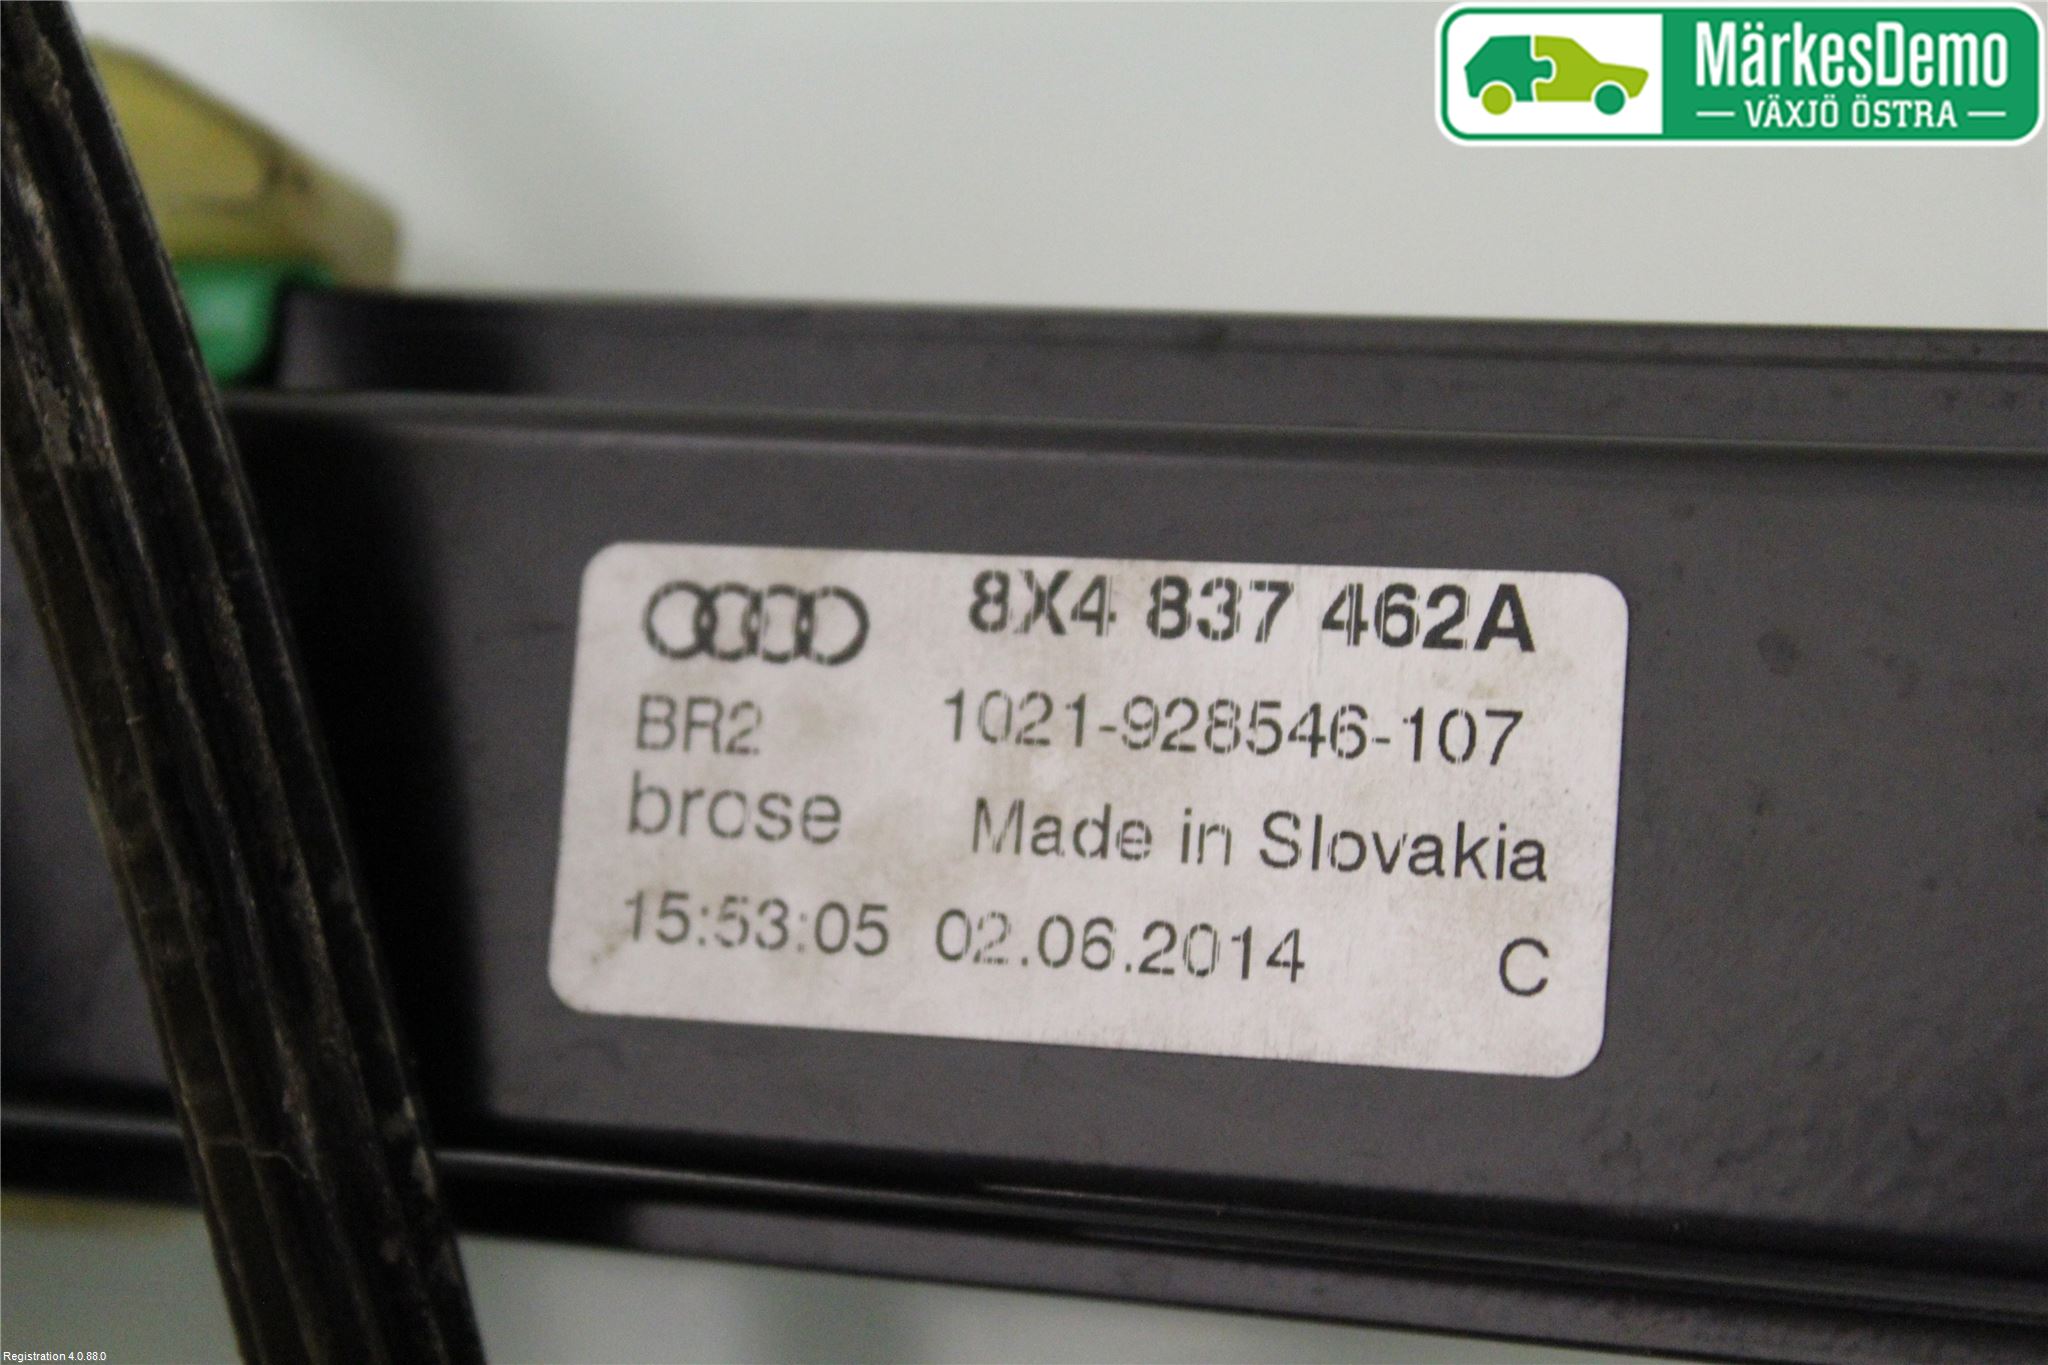 MärkesDemo
VÄXJÖ ÖSTRA
8X4 837 462A
BR2 1021-928546-107
brose Made in Slovakia
15:53:05 02.06.2014 C
Registration 4.0.88.0